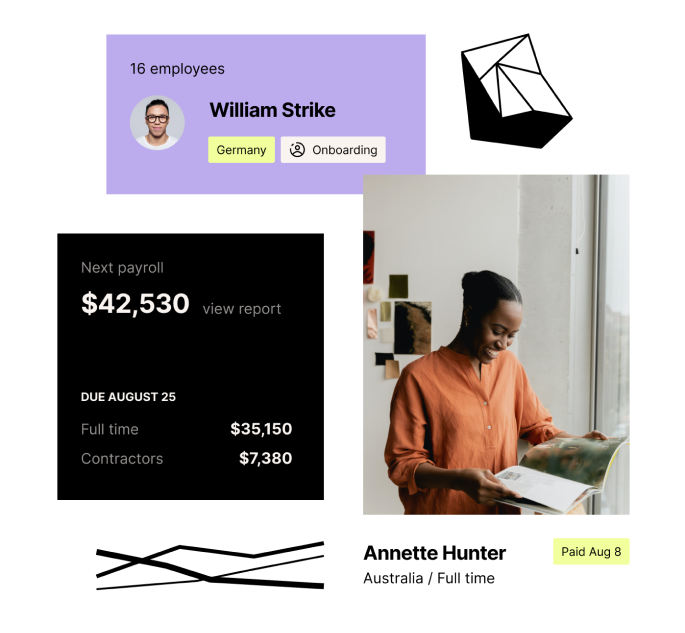 16 employees
William Strike
Germany
Onboarding
Next payroll
$42,530 view report
DUE AUGUST 25
Full time $35,150
Contractors $7,380
Annette Hunter
Paid Aug 8
Australia / Full time